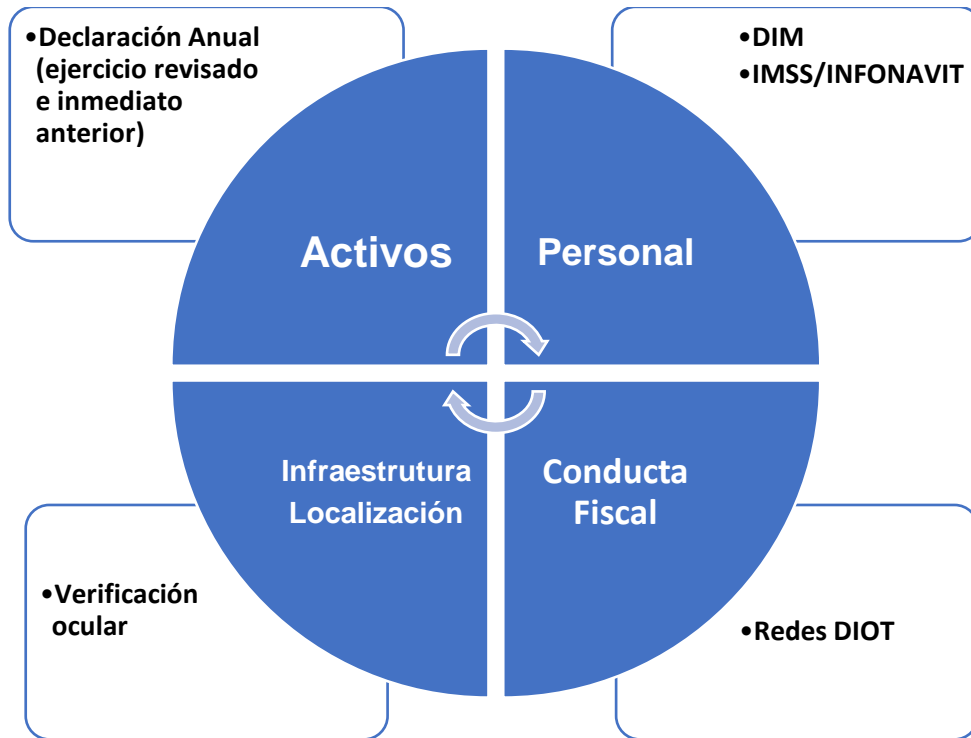 •Declaración Anual
(ejercicio revisado
e inmediato
anterior)
•DIM
•IMSS/INFONAVIT
Activos
Personal
Infraestrutura
Localización
Conducta
Fiscal
•Verificación
ocular
•Redes DIOT